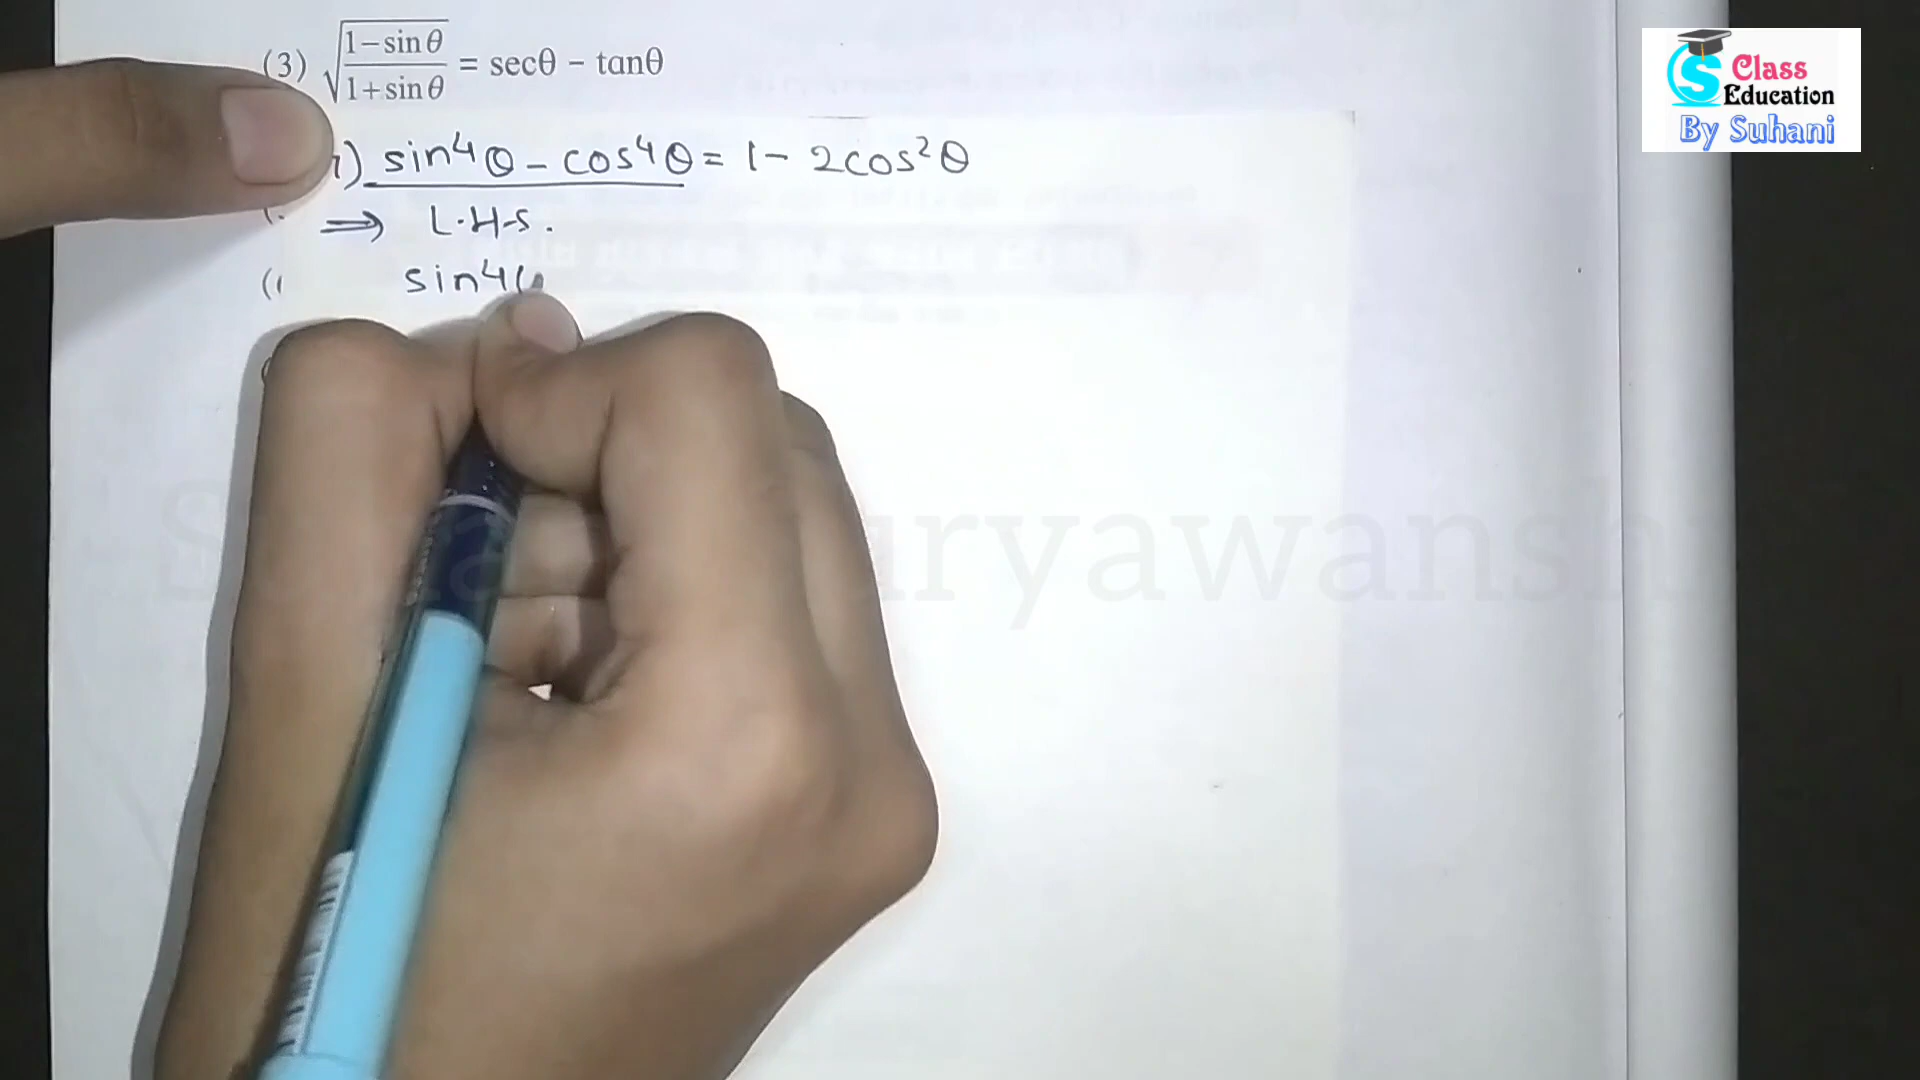 (3) √(1−sinθ / 1+sinθ) = secθ − tanθ
i) sin⁴θ − cos⁴θ = 1 − 2cos²θ
⇒ L.H.S.
sin⁴
S Class
Education
By Suhani